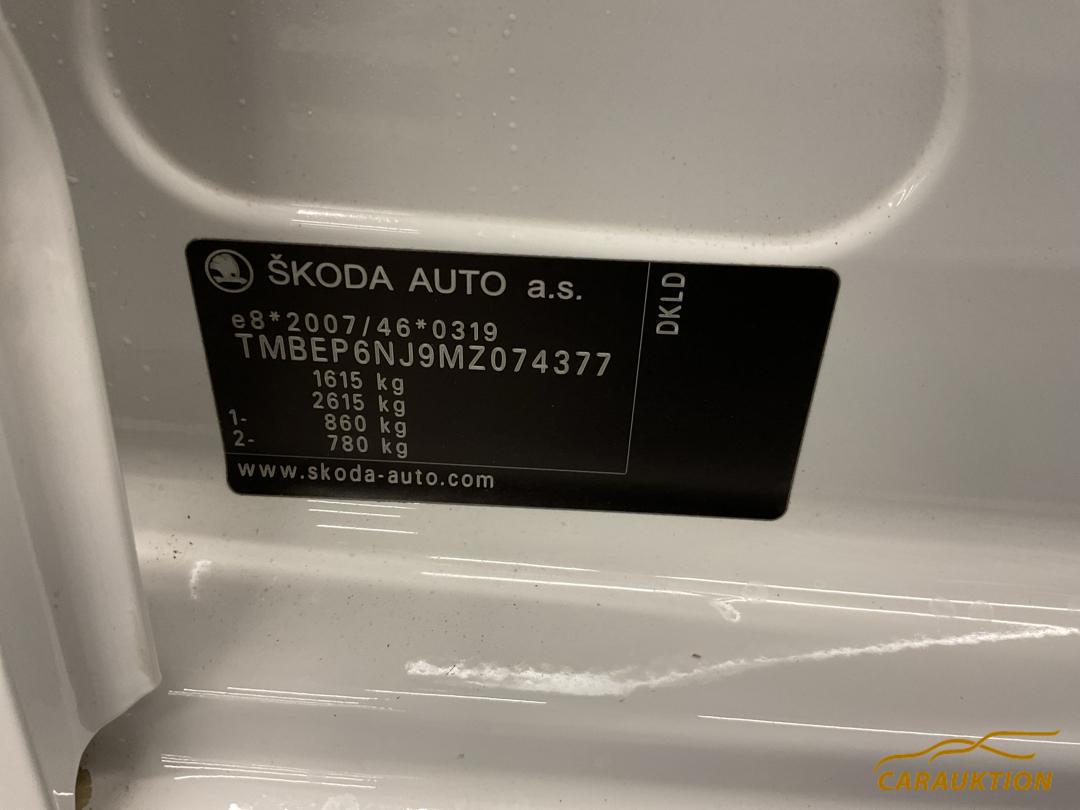 ŠKODA AUTO a.s.
e8*2007/46*0319
TMBEP6NJ9MZ074377
1615 kg
2615 kg
1- 860 kg
2- 780 kg
www.skoda-auto.com
DKLD
CARAUKTION